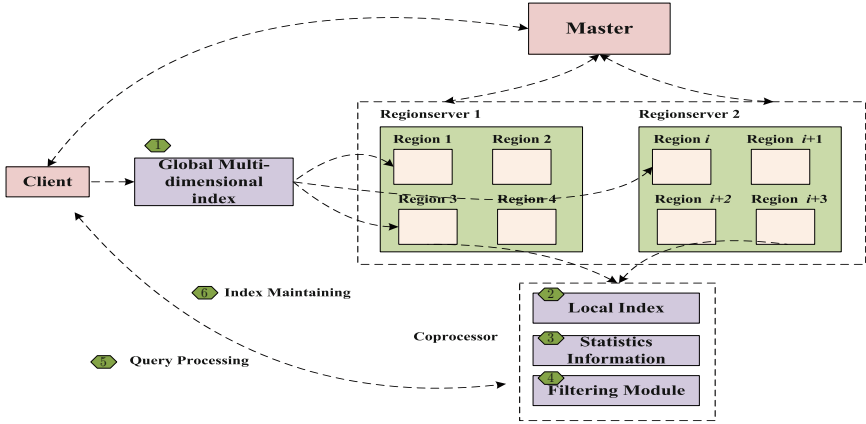 Master
Regionserver 1
Regionserver 2
Region 1
Region 2
Region i
Region i+1
1
Global Multi-
dimensional
index
Client
Region 3
Region 4
Region i+2
Region i+3
6 Index Maintaining
2
Local Index
Coprocessor
3
Statistics
Information
5 Query Processing
4
Filtering Module